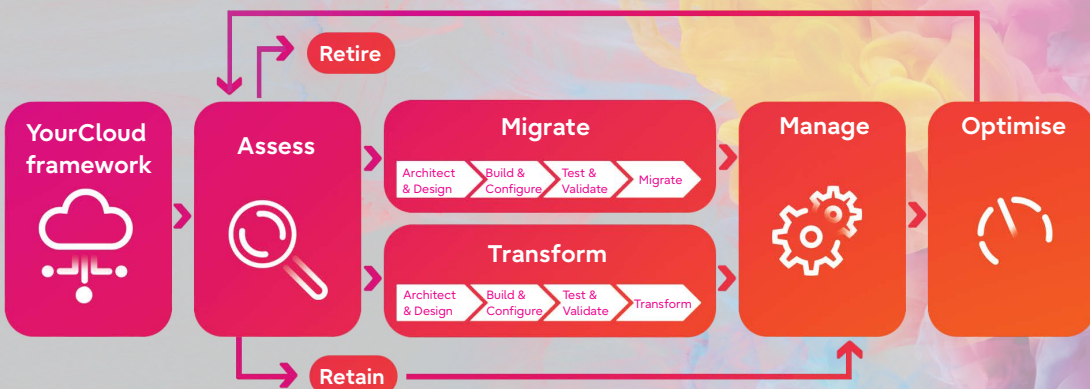 Retire
YourCloud
framework
Assess
Migrate
Architect
& Design
Build &
Configure
Test &
Validate
Migrate
Transform
Architect
& Design
Build &
Configure
Test &
Validate
Transform
Manage
Optimise
Retain